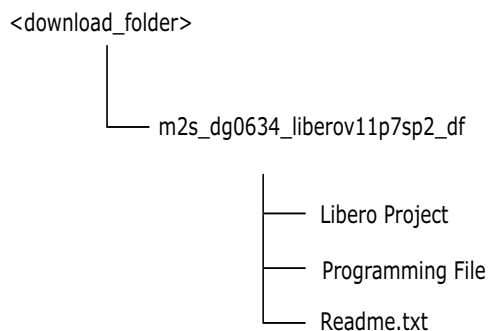 <download_folder>
m2s_dg0634_liberov11p7sp2_df
Libero Project
Programming File
Readme.txt